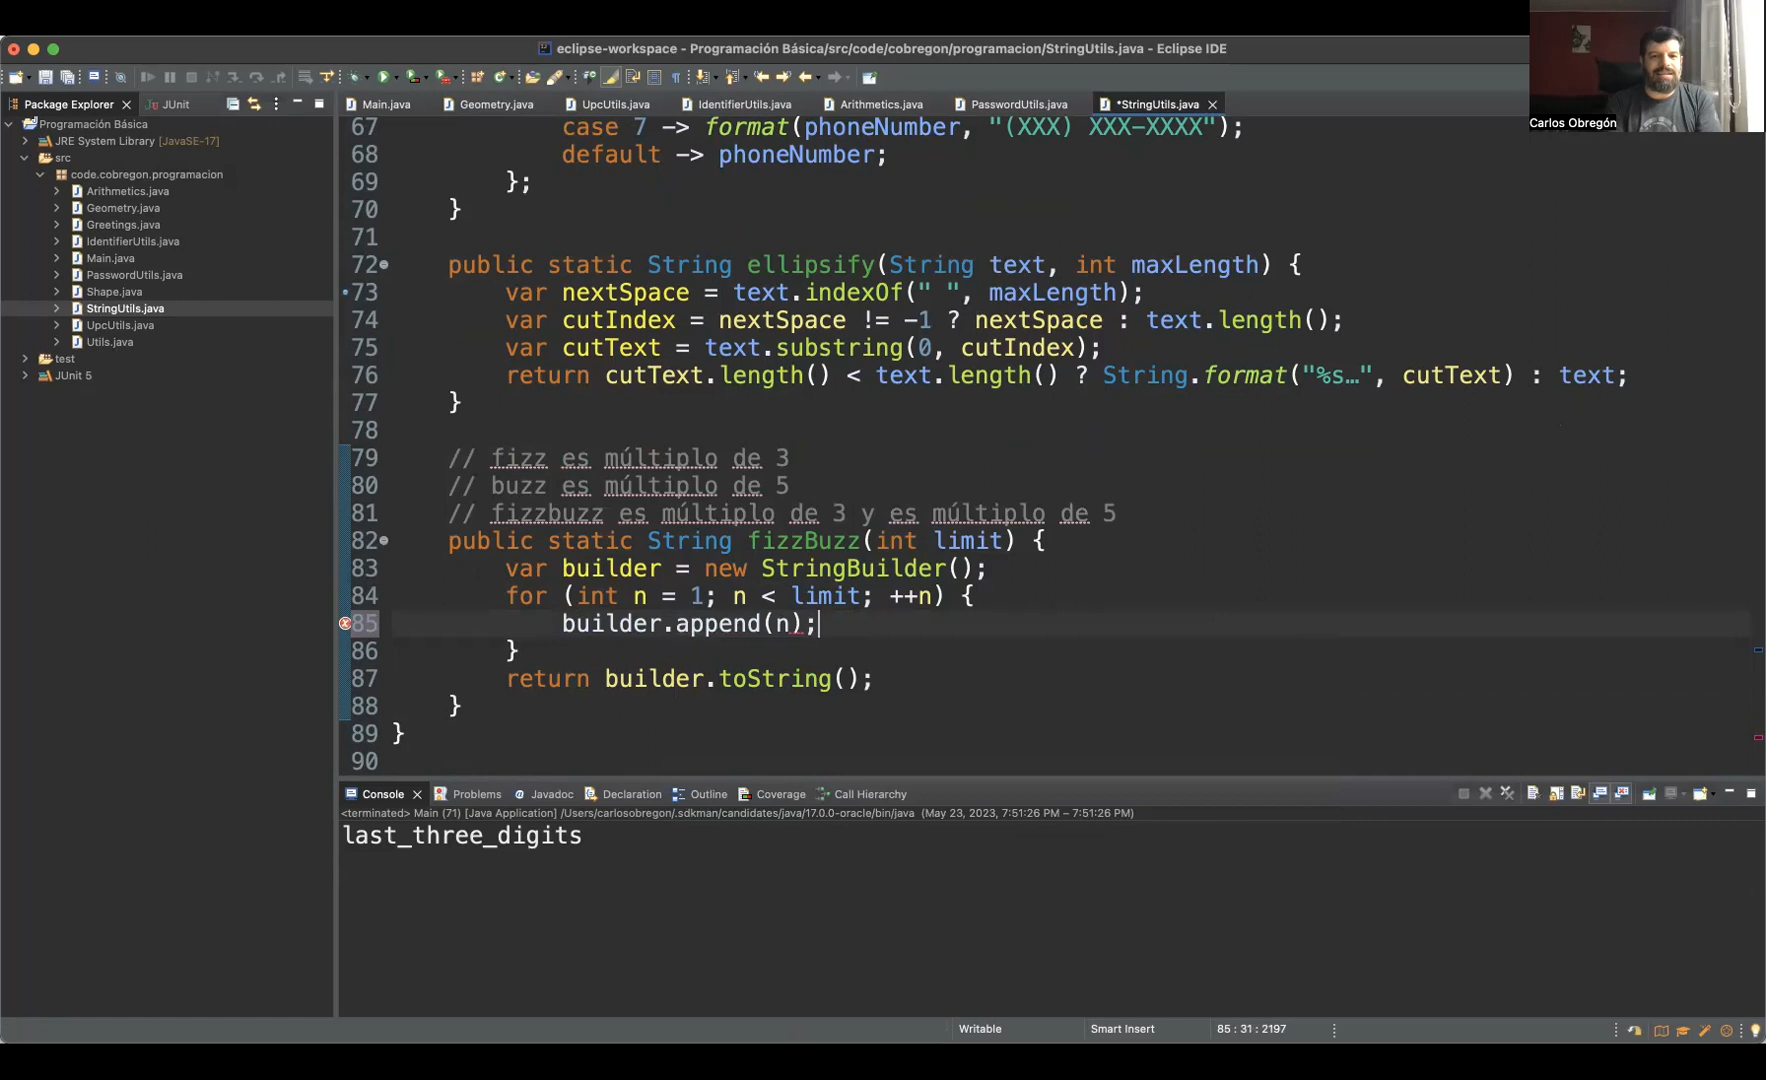 eclipse-workspace - Programación Básica/src/code/cobregon/programacion/StringUtils.java - Eclipse IDE
Carlos Obregón
Package Explorer
JUnit
Main.java
Geometry.java
UpcUtils.java
IdentifierUtils.java
Arithmetics.java
PasswordUtils.java
*StringUtils.java
Programación Básica
JRE System Library [JavaSE-17]
src
code.cobregon.programacion
Arithmetics.java
Geometry.java
Greetings.java
IdentifierUtils.java
Main.java
PasswordUtils.java
Shape.java
StringUtils.java
UpcUtils.java
Utils.java
test
JUnit 5
67 case 7 -> format(phoneNumber, "(XXX) XXX-XXXX");
68 default -> phoneNumber;
69 };
70 }
71
72 public static String ellipsify(String text, int maxLength) {
73 var nextSpace = text.indexOf(" ", maxLength);
74 var cutIndex = nextSpace != -1 ? nextSpace : text.length();
75 var cutText = text.substring(0, cutIndex);
76 return cutText.length() < text.length() ? String.format("%s…", cutText) : text;
77 }
78
79 // fizz es múltiplo de 3
80 // buzz es múltiplo de 5
81 // fizzbuzz es múltiplo de 3 y es múltiplo de 5
82 public static String fizzBuzz(int limit) {
83 var builder = new StringBuilder();
84 for (int n = 1; n < limit; ++n) {
85 builder.append(n);
86 }
87 return builder.toString();
88 }
89 }
90
Console
Problems
Javadoc
Declaration
Outline
Coverage
Call Hierarchy
<terminated> Main (71) [Java Application] /Users/carlosobregon/.sdkman/candidates/java/17.0.0-oracle/bin/java (May 23, 2023, 7:51:26 PM – 7:51:26 PM)
last_three_digits
Writable
Smart Insert
85 : 31 : 2197